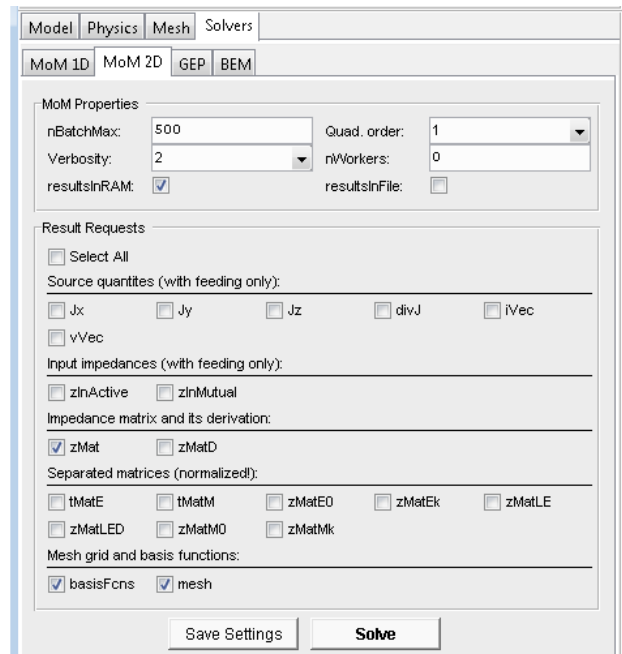 Model Physics Mesh Solvers
MoM 1D MoM 2D GEP BEM
MoM Properties
nBatchMax: 500 Quad. order: 1
Verbosity: 2 nWorkers: 0
resultsInRAM: resultsInFile:
Result Requests
Select All
Source quantites (with feeding only):
Jx Jy Jz divJ iVec
vVec
Input impedances (with feeding only):
zInActive zInMutual
Impedance matrix and its derivation:
zMat zMatD
Separated matrices (normalized!):
tMatE tMatM zMatE0 zMatEk zMatLE
zMatLED zMatM0 zMatMk
Mesh grid and basis functions:
basisFcns mesh
Save Settings Solve